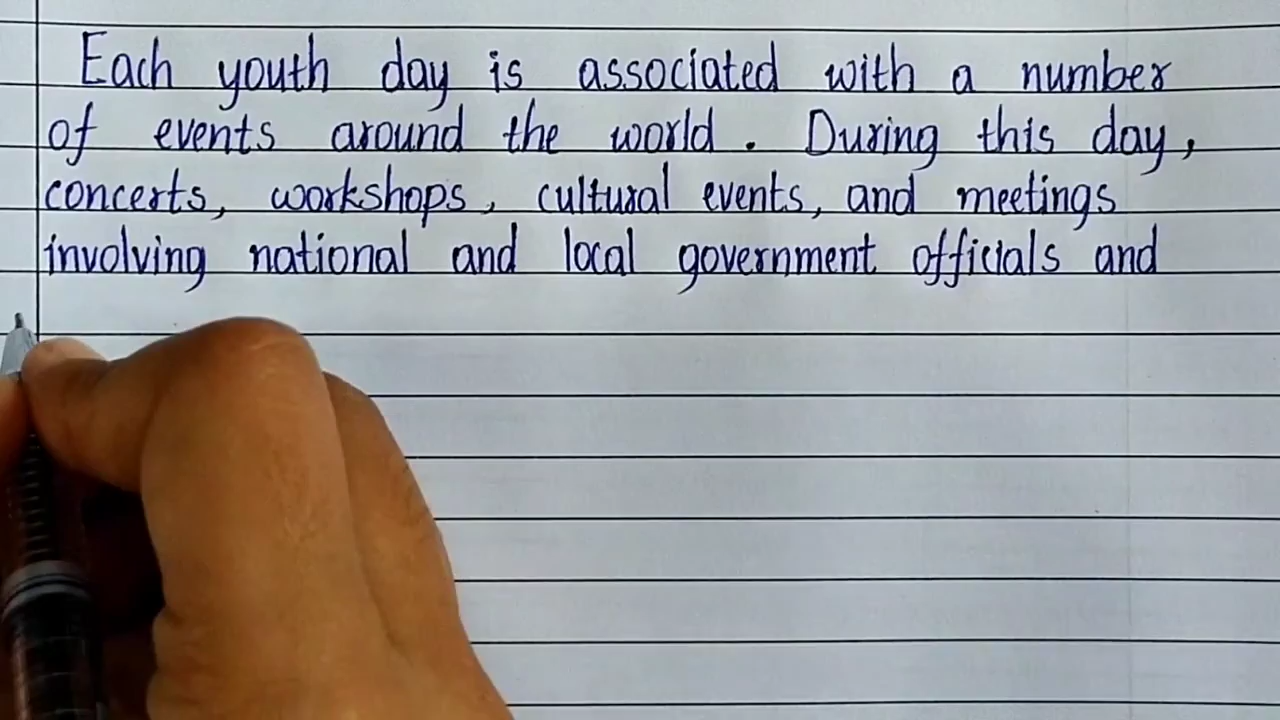 Each youth day is associated with a number
of events around the world. During this day,
concerts, workshops, cultural events, and meetings
involving national and local government officials and